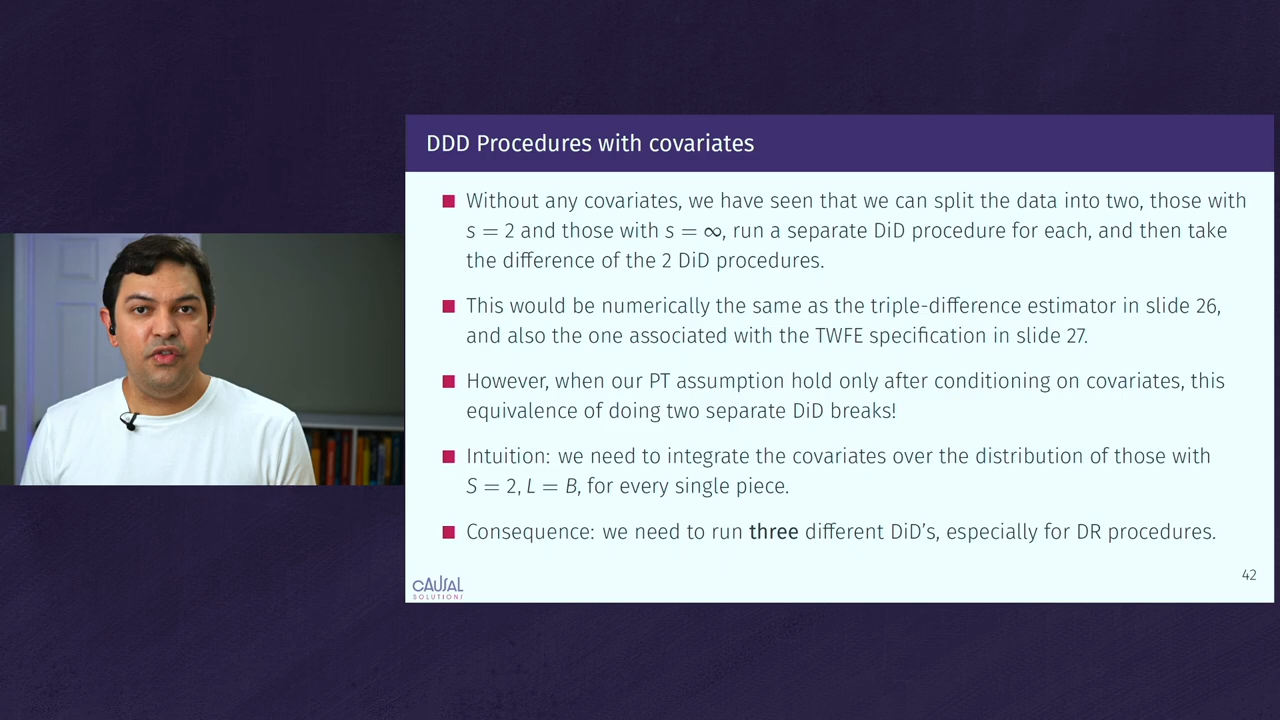 DDD Procedures with covariates
Without any covariates, we have seen that we can split the data into two, those with
s = 2 and those with s = ∞, run a separate DiD procedure for each, and then take
the difference of the 2 DiD procedures.
This would be numerically the same as the triple-difference estimator in slide 26,
and also the one associated with the TWFE specification in slide 27.
However, when our PT assumption hold only after conditioning on covariates, this
equivalence of doing two separate DiD breaks!
Intuition: we need to integrate the covariates over the distribution of those with
S = 2, L = B, for every single piece.
Consequence: we need to run three different DiD's, especially for DR procedures.
CAUSAL
SOLUTIONS
42